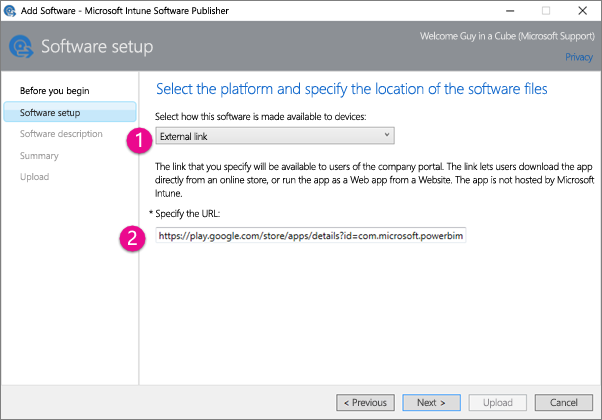 Add Software - Microsoft Intune Software Publisher
Software setup
Welcome Guy in a Cube (Microsoft Support)
Privacy
Before you begin
Software setup
Software description
Summary
Upload
Select the platform and specify the location of the software files
Select how this software is made available to devices:
1
External link
The link that you specify will be available to users of the company portal. The link lets users download the app
directly from an online store, or run the app as a Web app from a Website. The app is not hosted by Microsoft
Intune.
* Specify the URL:
2
https://play.google.com/store/apps/details?id=com.microsoft.powerbim
< Previous
Next >
Upload
Cancel